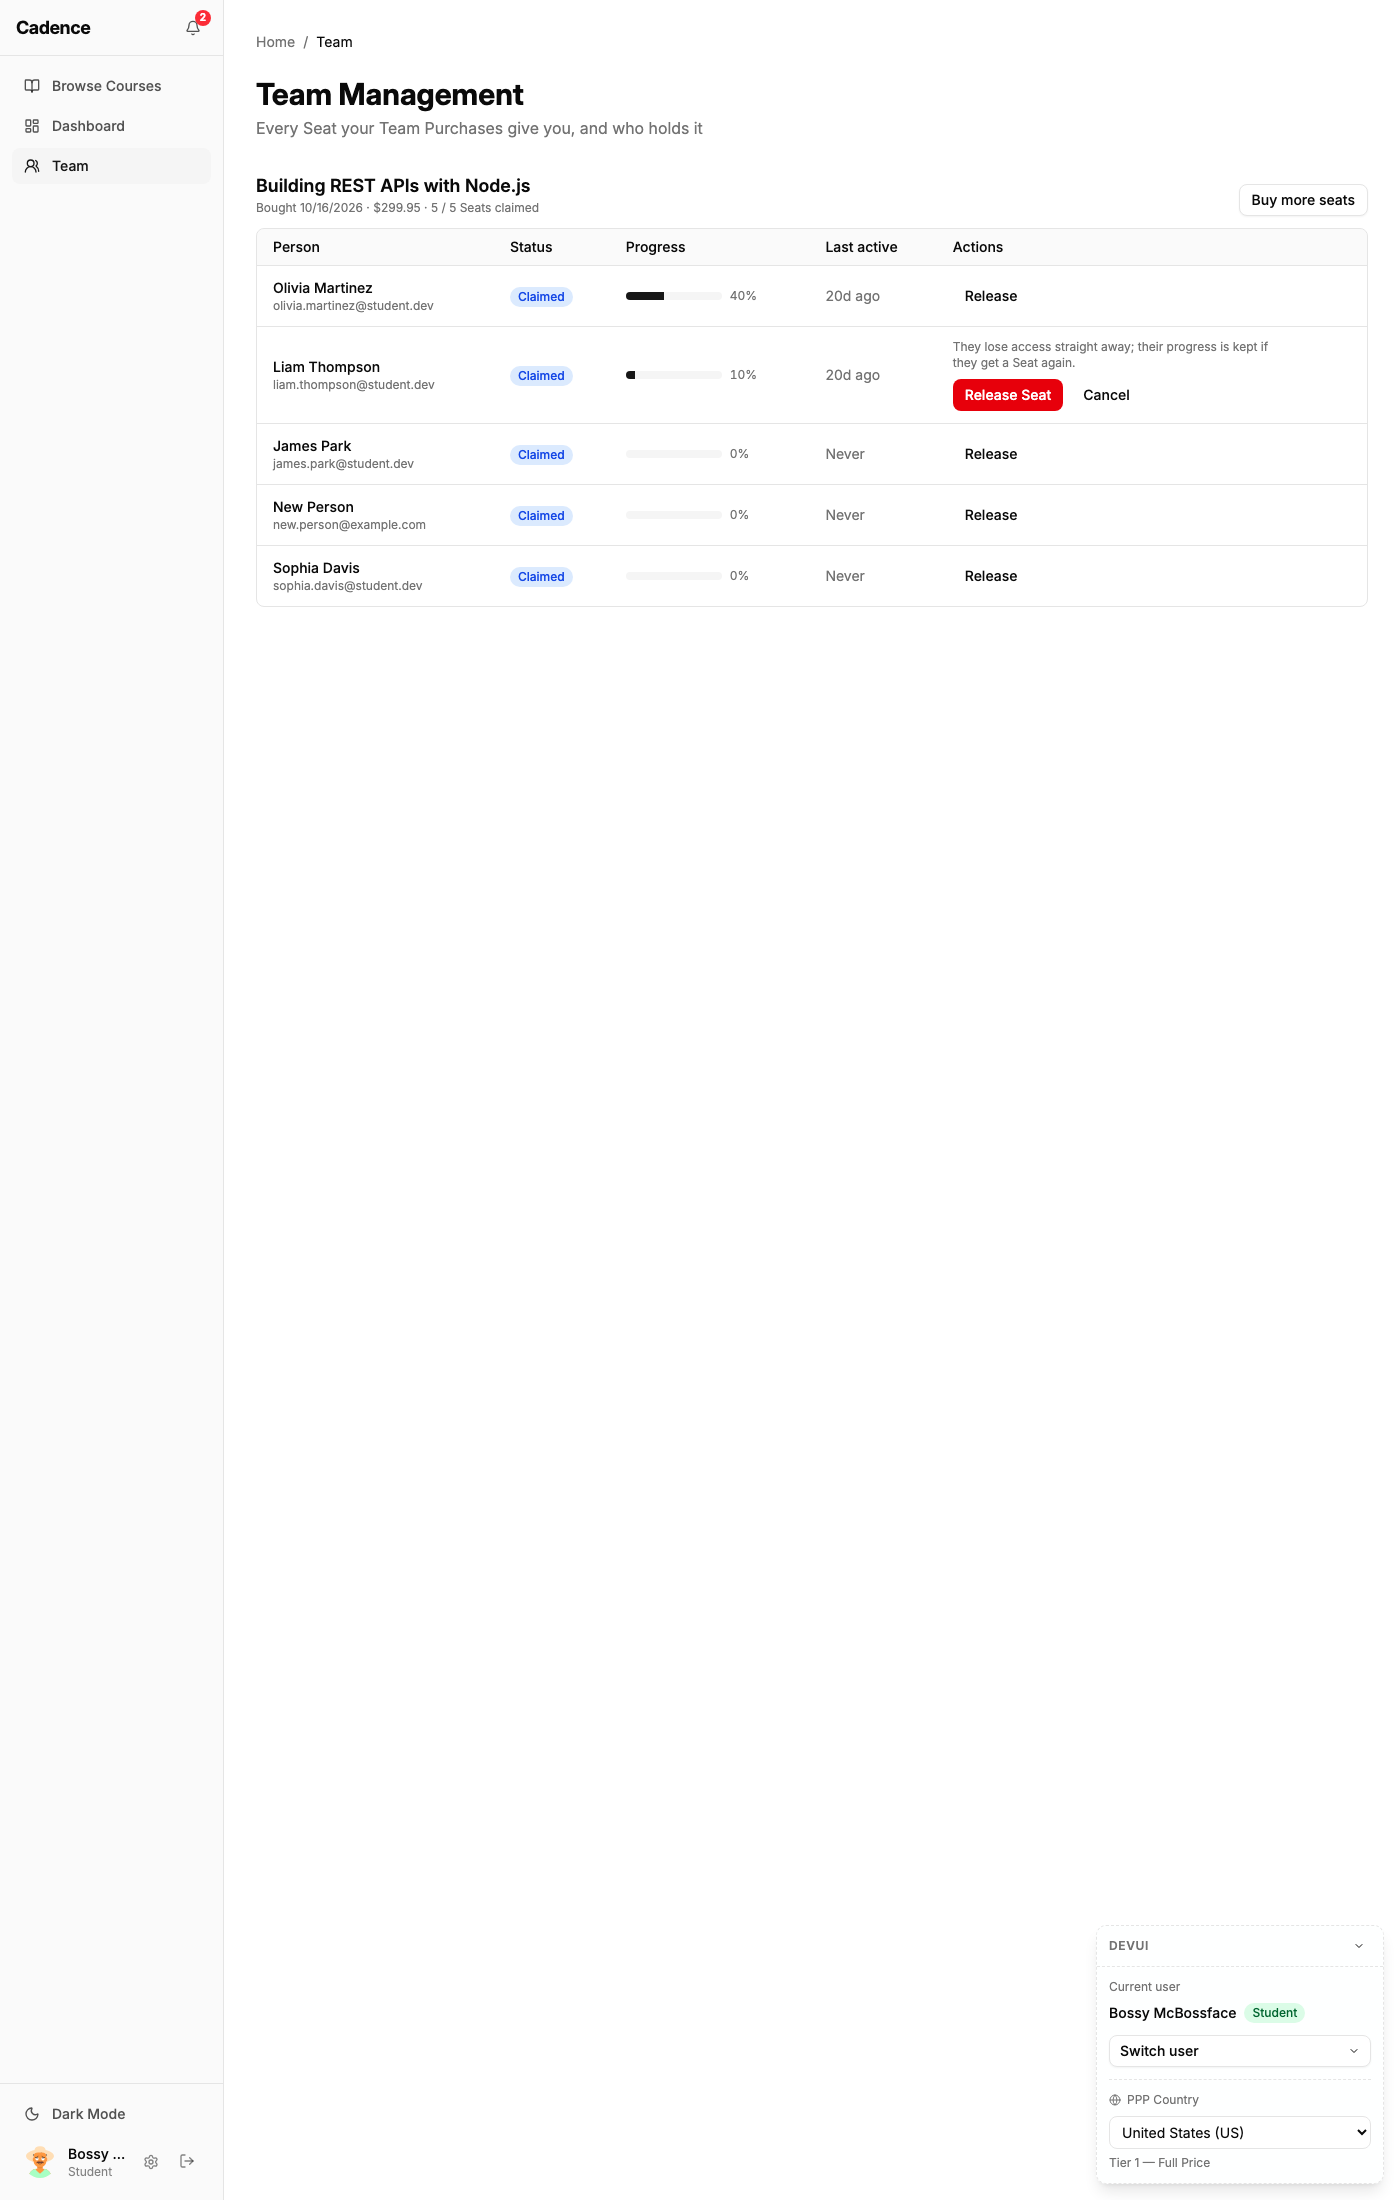 Cadence
2
Browse Courses
Dashboard
Team
Home / Team
Team Management
Every Seat your Team Purchases give you, and who holds it
Building REST APIs with Node.js
Bought 10/16/2026 · $299.95 · 5 / 5 Seats claimed
Buy more seats
Person Status Progress Last active Actions
Olivia Martinez
olivia.martinez@student.dev
Claimed 40% 20d ago Release
Liam Thompson
liam.thompson@student.dev
Claimed 10% 20d ago
They lose access straight away; their progress is kept if
they get a Seat again.
Release Seat Cancel
James Park
james.park@student.dev
Claimed 0% Never Release
New Person
new.person@example.com
Claimed 0% Never Release
Sophia Davis
sophia.davis@student.dev
Claimed 0% Never Release
DEVUI
Current user
Bossy McBossface Student
Switch user
PPP Country
United States (US)
Tier 1 — Full Price
Dark Mode
Bossy ...
Student